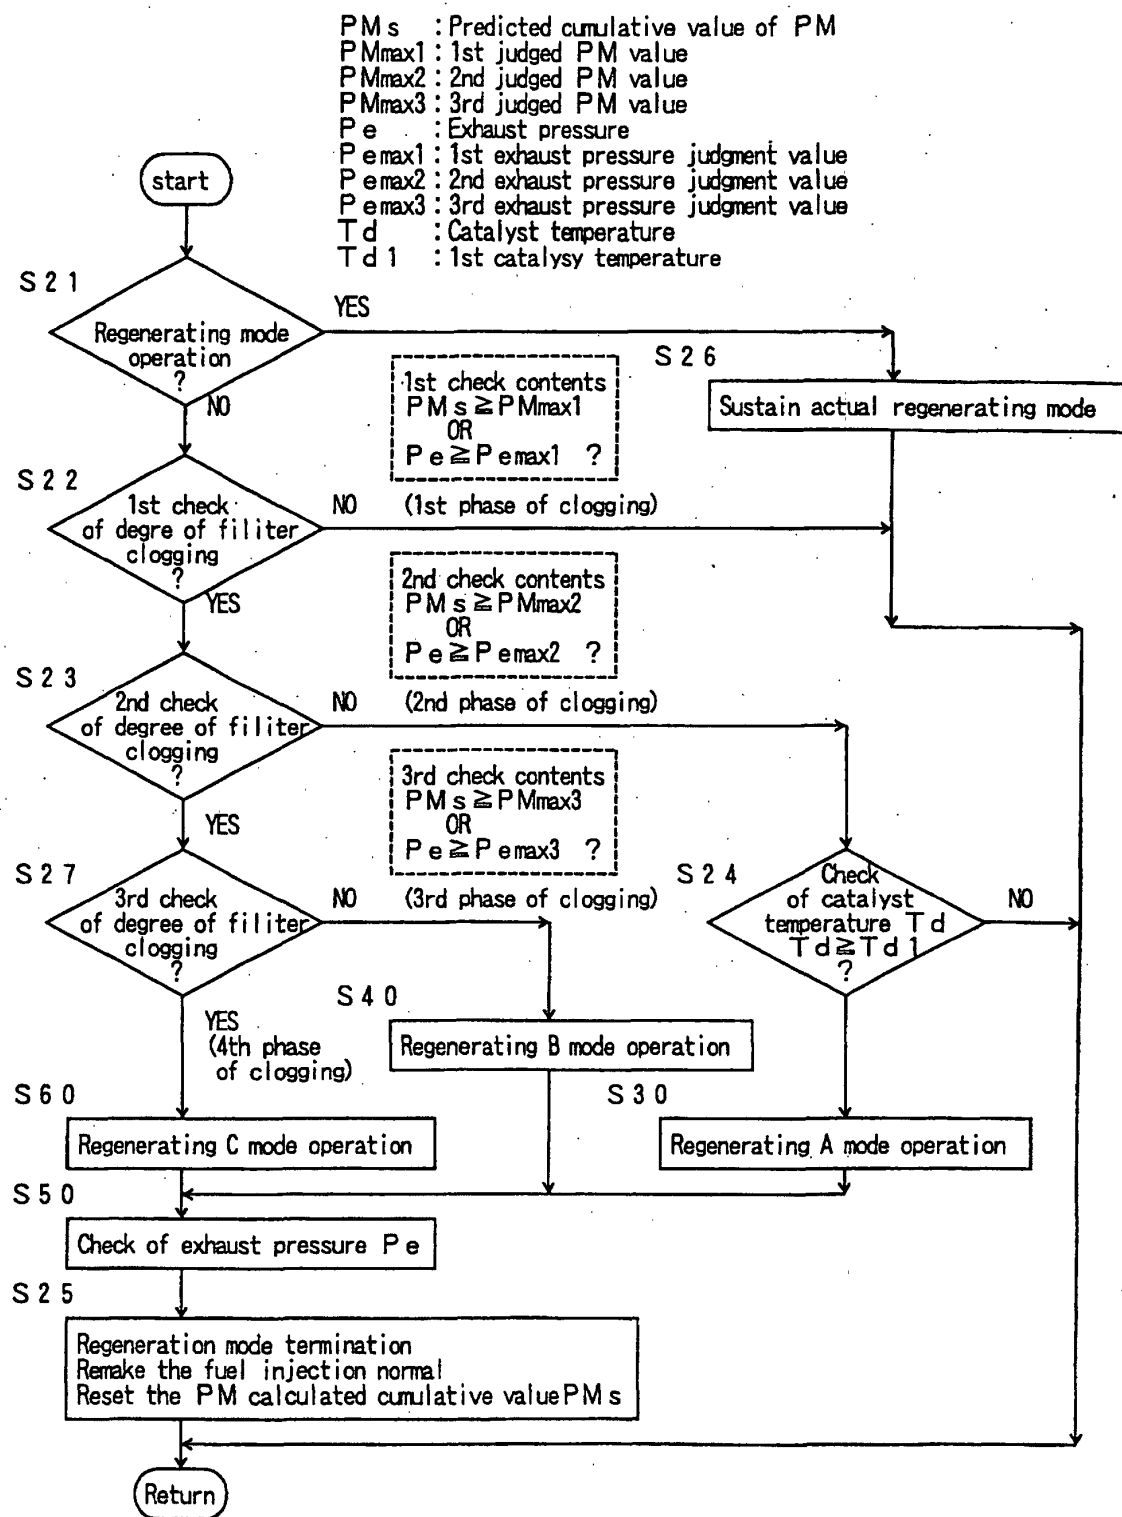 PMs : Predicted cumulative value of PM
PMmax1 : 1st judged PM value
PMmax2 : 2nd judged PM value
PMmax3 : 3rd judged PM value
Pe : Exhaust pressure
Pemax1 : 1st exhaust pressure judgment value
Pemax2 : 2nd exhaust pressure judgment value
Pemax3 : 3rd exhaust pressure judgment value
Td : Catalyst temperature
Td1 : 1st catalysy temperature
start
S21
Regenerating mode
operation
?
YES
NO
S26
Sustain actual regenerating mode
1st check contents
PMs≧PMmax1
OR
Pe≧Pemax1 ?
S22
1st check
of degre of filiter
clogging
?
NO (1st phase of clogging)
YES
2nd check contents
PMs≧PMmax2
OR
Pe≧Pemax2 ?
S23
2nd check
of degree of filiter
clogging
?
NO (2nd phase of clogging)
YES
3rd check contents
PMs≧PMmax3
OR
Pe≧Pemax3 ?
S27
3rd check
of degree of filiter
clogging
?
NO (3rd phase of clogging)
YES
(4th phase
of clogging)
S24
Check
of catalyst
temperature Td
Td≧Td1
?
NO
S40
Regenerating B mode operation
S60
Regenerating C mode operation
S30
Regenerating A mode operation
S50
Check of exhaust pressure Pe
S25
Regeneration mode termination
Remake the fuel injection normal
Reset the PM calculated cumulative valuePMs
Return